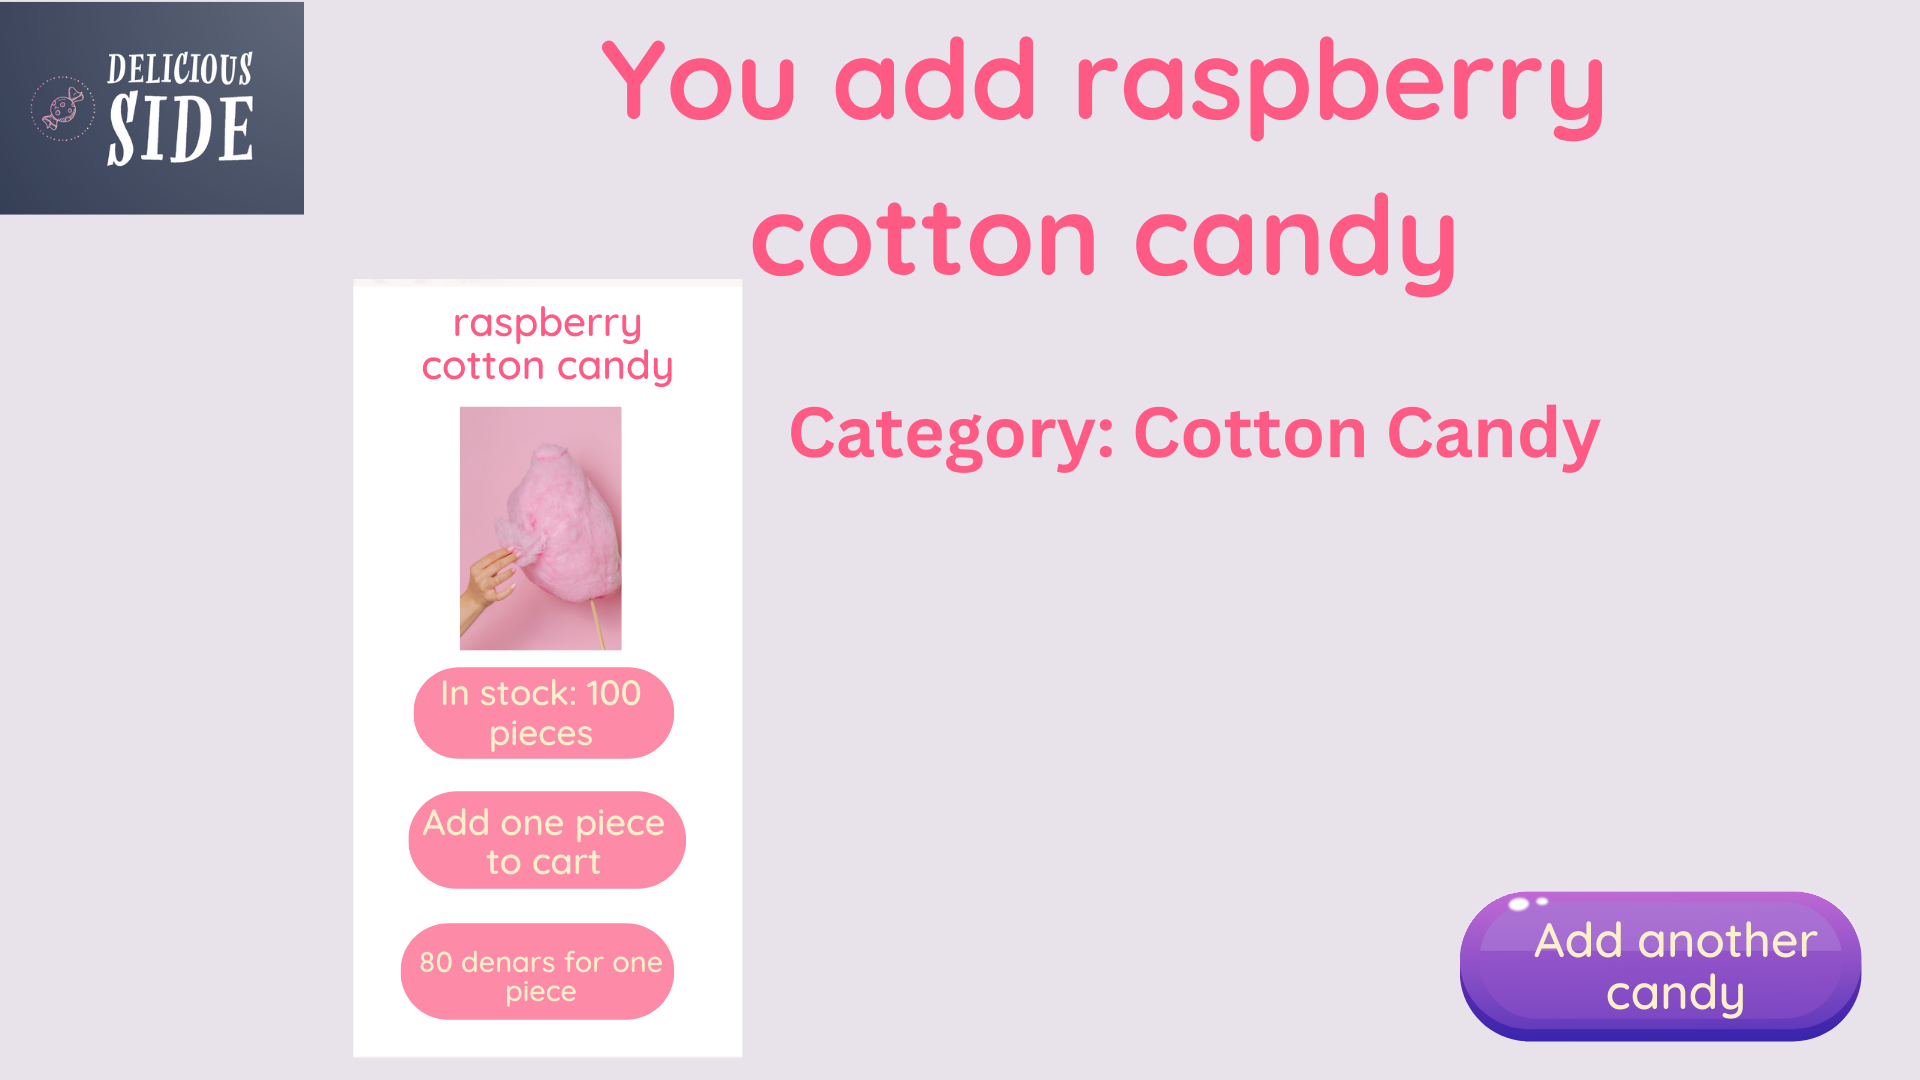 DELICIOUS
SIDE
You add raspberry
cotton candy
raspberry
cotton candy
Category: Cotton Candy
In stock: 100
pieces
Add one piece
to cart
80 denars for one
piece
Add another
candy